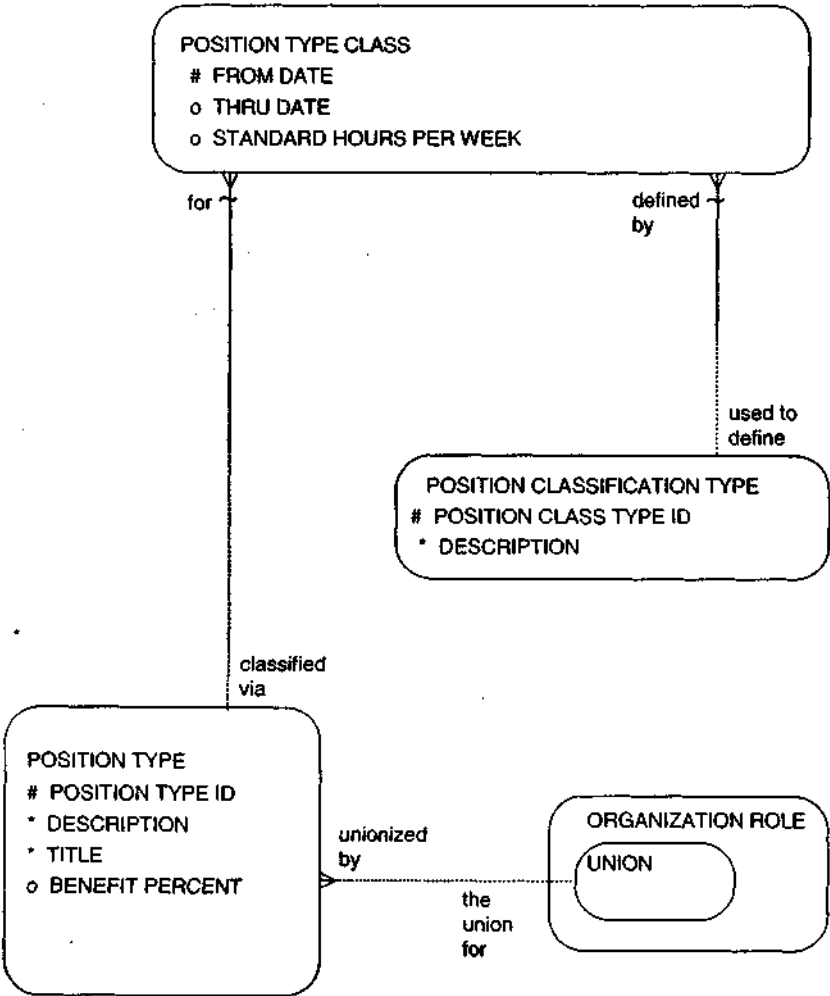 POSITION TYPE CLASS
# FROM DATE
o THRU DATE
o STANDARD HOURS PER WEEK
for
defined
by
used to
define
POSITION CLASSIFICATION TYPE
# POSITION CLASS TYPE ID
* DESCRIPTION
classified
via
POSITION TYPE
# POSITION TYPE ID
* DESCRIPTION
* TITLE
o BENEFIT PERCENT
unionized
by
the
union
for
ORGANIZATION ROLE
UNION